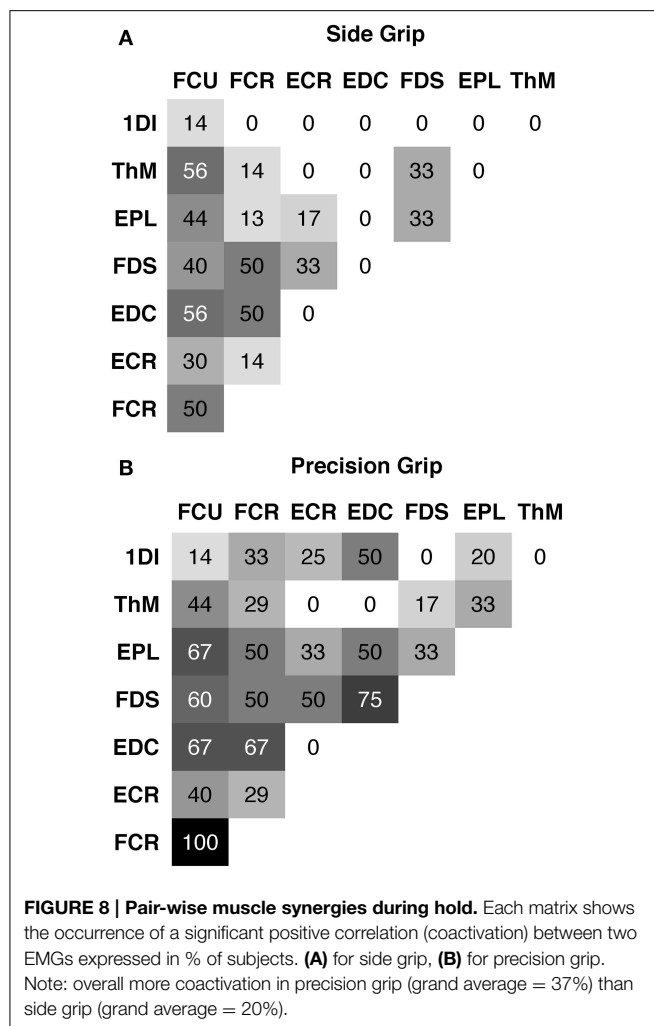 A Side Grip
FCU FCR ECR EDC FDS EPL ThM
1DI 14 0 0 0 0 0 0
ThM 56 14 0 0 33 0
EPL 44 13 17 0 33
FDS 40 50 33 0
EDC 56 50 0
ECR 30 14
FCR 50
B Precision Grip
FCU FCR ECR EDC FDS EPL ThM
1DI 14 33 25 50 0 20 0
ThM 44 29 0 0 17 33
EPL 67 50 33 50 33
FDS 60 50 50 75
EDC 67 67 0
ECR 40 29
FCR 100
FIGURE 8 | Pair-wise muscle synergies during hold. Each matrix shows
the occurrence of a significant positive correlation (coactivation) between two
EMGs expressed in % of subjects. (A) for side grip, (B) for precision grip.
Note: overall more coactivation in precision grip (grand average = 37%) than
side grip (grand average = 20%).